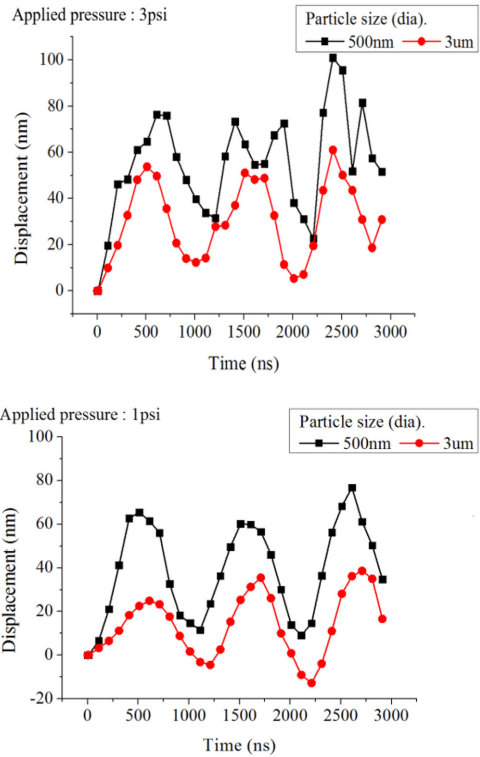 Applied pressure : 3psi
Particle size (dia).
500nm 3um
100
80
60
40
20
0
Displacement (nm)
0 500 1000 1500 2000 2500 3000
Time (ns)
Applied pressure : 1psi
Particle size (dia).
500nm 3um
100
80
60
40
20
0
-20
Displacement (nm)
0 500 1000 1500 2000 2500 3000
Time (ns)